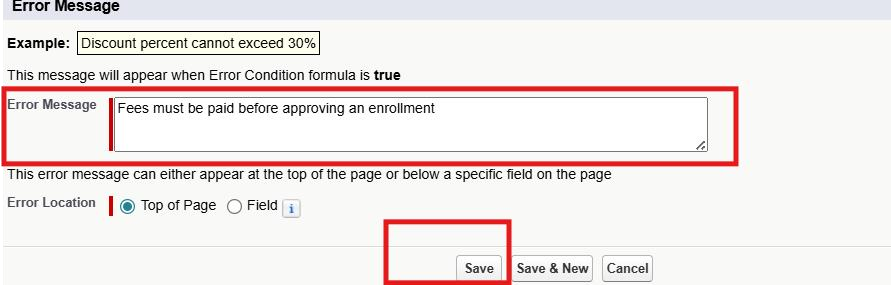 Error Message
Example: Discount percent cannot exceed 30%
This message will appear when Error Condition formula is true
Error Message Fees must be paid before approving an enrollment
This error message can either appear at the top of the page or below a specific field on the page
Error Location Top of Page Field i
Save Save & New Cancel